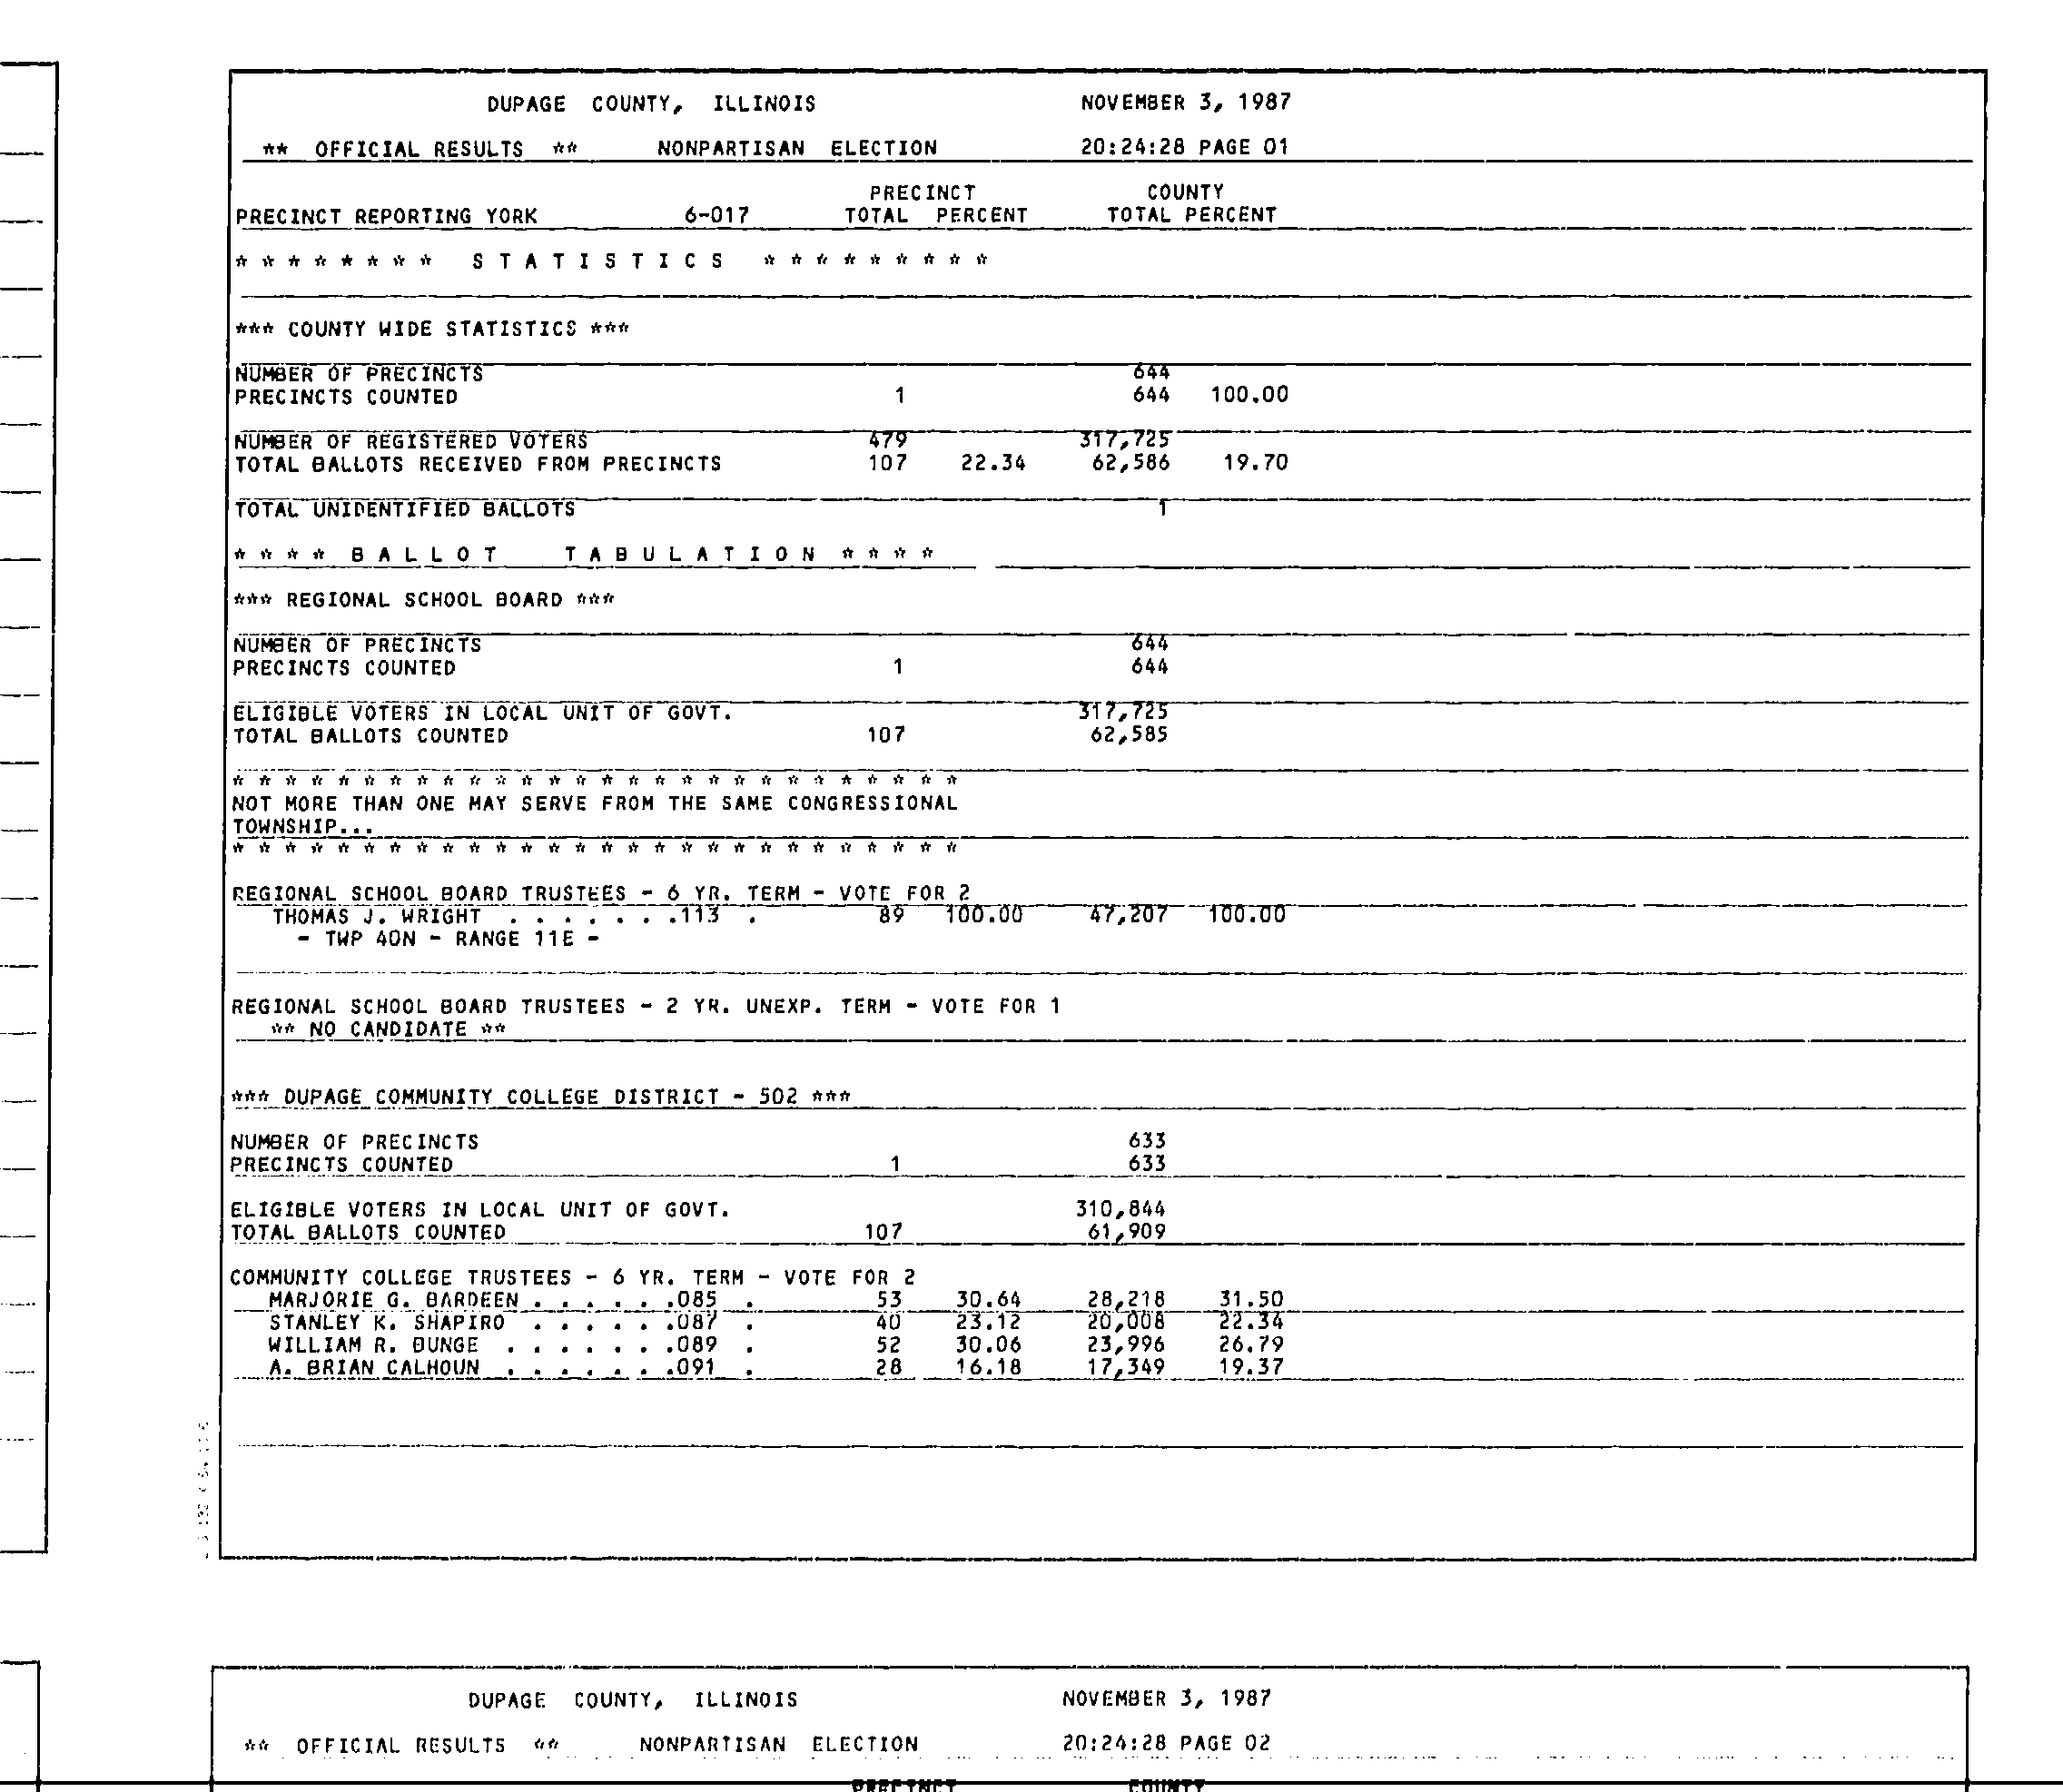 DUPAGE COUNTY, ILLINOIS NOVEMBER 3, 1987
** OFFICIAL RESULTS ** NONPARTISAN ELECTION 20:24:28 PAGE 01
PRECINCT COUNTY
PRECINCT REPORTING YORK 6-017 TOTAL PERCENT TOTAL PERCENT
* * * * * * * * S T A T I S T I C S * * * * * * * * *
*** COUNTY WIDE STATISTICS ***
NUMBER OF PRECINCTS 644
PRECINCTS COUNTED 1 644 100.00
NUMBER OF REGISTERED VOTERS 479 317,725
TOTAL BALLOTS RECEIVED FROM PRECINCTS 107 22.34 62,586 19.70
TOTAL UNIDENTIFIED BALLOTS 1
* * * * B A L L O T T A B U L A T I O N * * * *
*** REGIONAL SCHOOL BOARD ***
NUMBER OF PRECINCTS 644
PRECINCTS COUNTED 1 644
ELIGIBLE VOTERS IN LOCAL UNIT OF GOVT. 317,725
TOTAL BALLOTS COUNTED 107 62,585
* * * * * * * * * * * * * * * * * * * * * * * * * * * *
NOT MORE THAN ONE MAY SERVE FROM THE SAME CONGRESSIONAL
TOWNSHIP...
* * * * * * * * * * * * * * * * * * * * * * * * * * * *
REGIONAL SCHOOL BOARD TRUSTEES - 6 YR. TERM - VOTE FOR 2
THOMAS J. WRIGHT . . . . . . .113 . 89 100.00 47,207 100.00
- TWP 40N - RANGE 11E -
REGIONAL SCHOOL BOARD TRUSTEES - 2 YR. UNEXP. TERM - VOTE FOR 1
** NO CANDIDATE **
*** DUPAGE COMMUNITY COLLEGE DISTRICT - 502 ***
NUMBER OF PRECINCTS 633
PRECINCTS COUNTED 1 633
ELIGIBLE VOTERS IN LOCAL UNIT OF GOVT. 310,844
TOTAL BALLOTS COUNTED 107 61,909
COMMUNITY COLLEGE TRUSTEES - 6 YR. TERM - VOTE FOR 2
MARJORIE G. BARDEEN . . . . . .085 . 53 30.64 28,218 31.50
STANLEY K. SHAPIRO . . . . . .087 . 40 23.12 20,008 22.34
WILLIAM R. BUNGE . . . . . . .089 . 52 30.06 23,996 26.79
A. BRIAN CALHOUN . . . . . . .091 . 28 16.18 17,349 19.37
DUPAGE COUNTY, ILLINOIS NOVEMBER 3, 1987
** OFFICIAL RESULTS ** NONPARTISAN ELECTION 20:24:28 PAGE 02
PRECINCT COUNTY